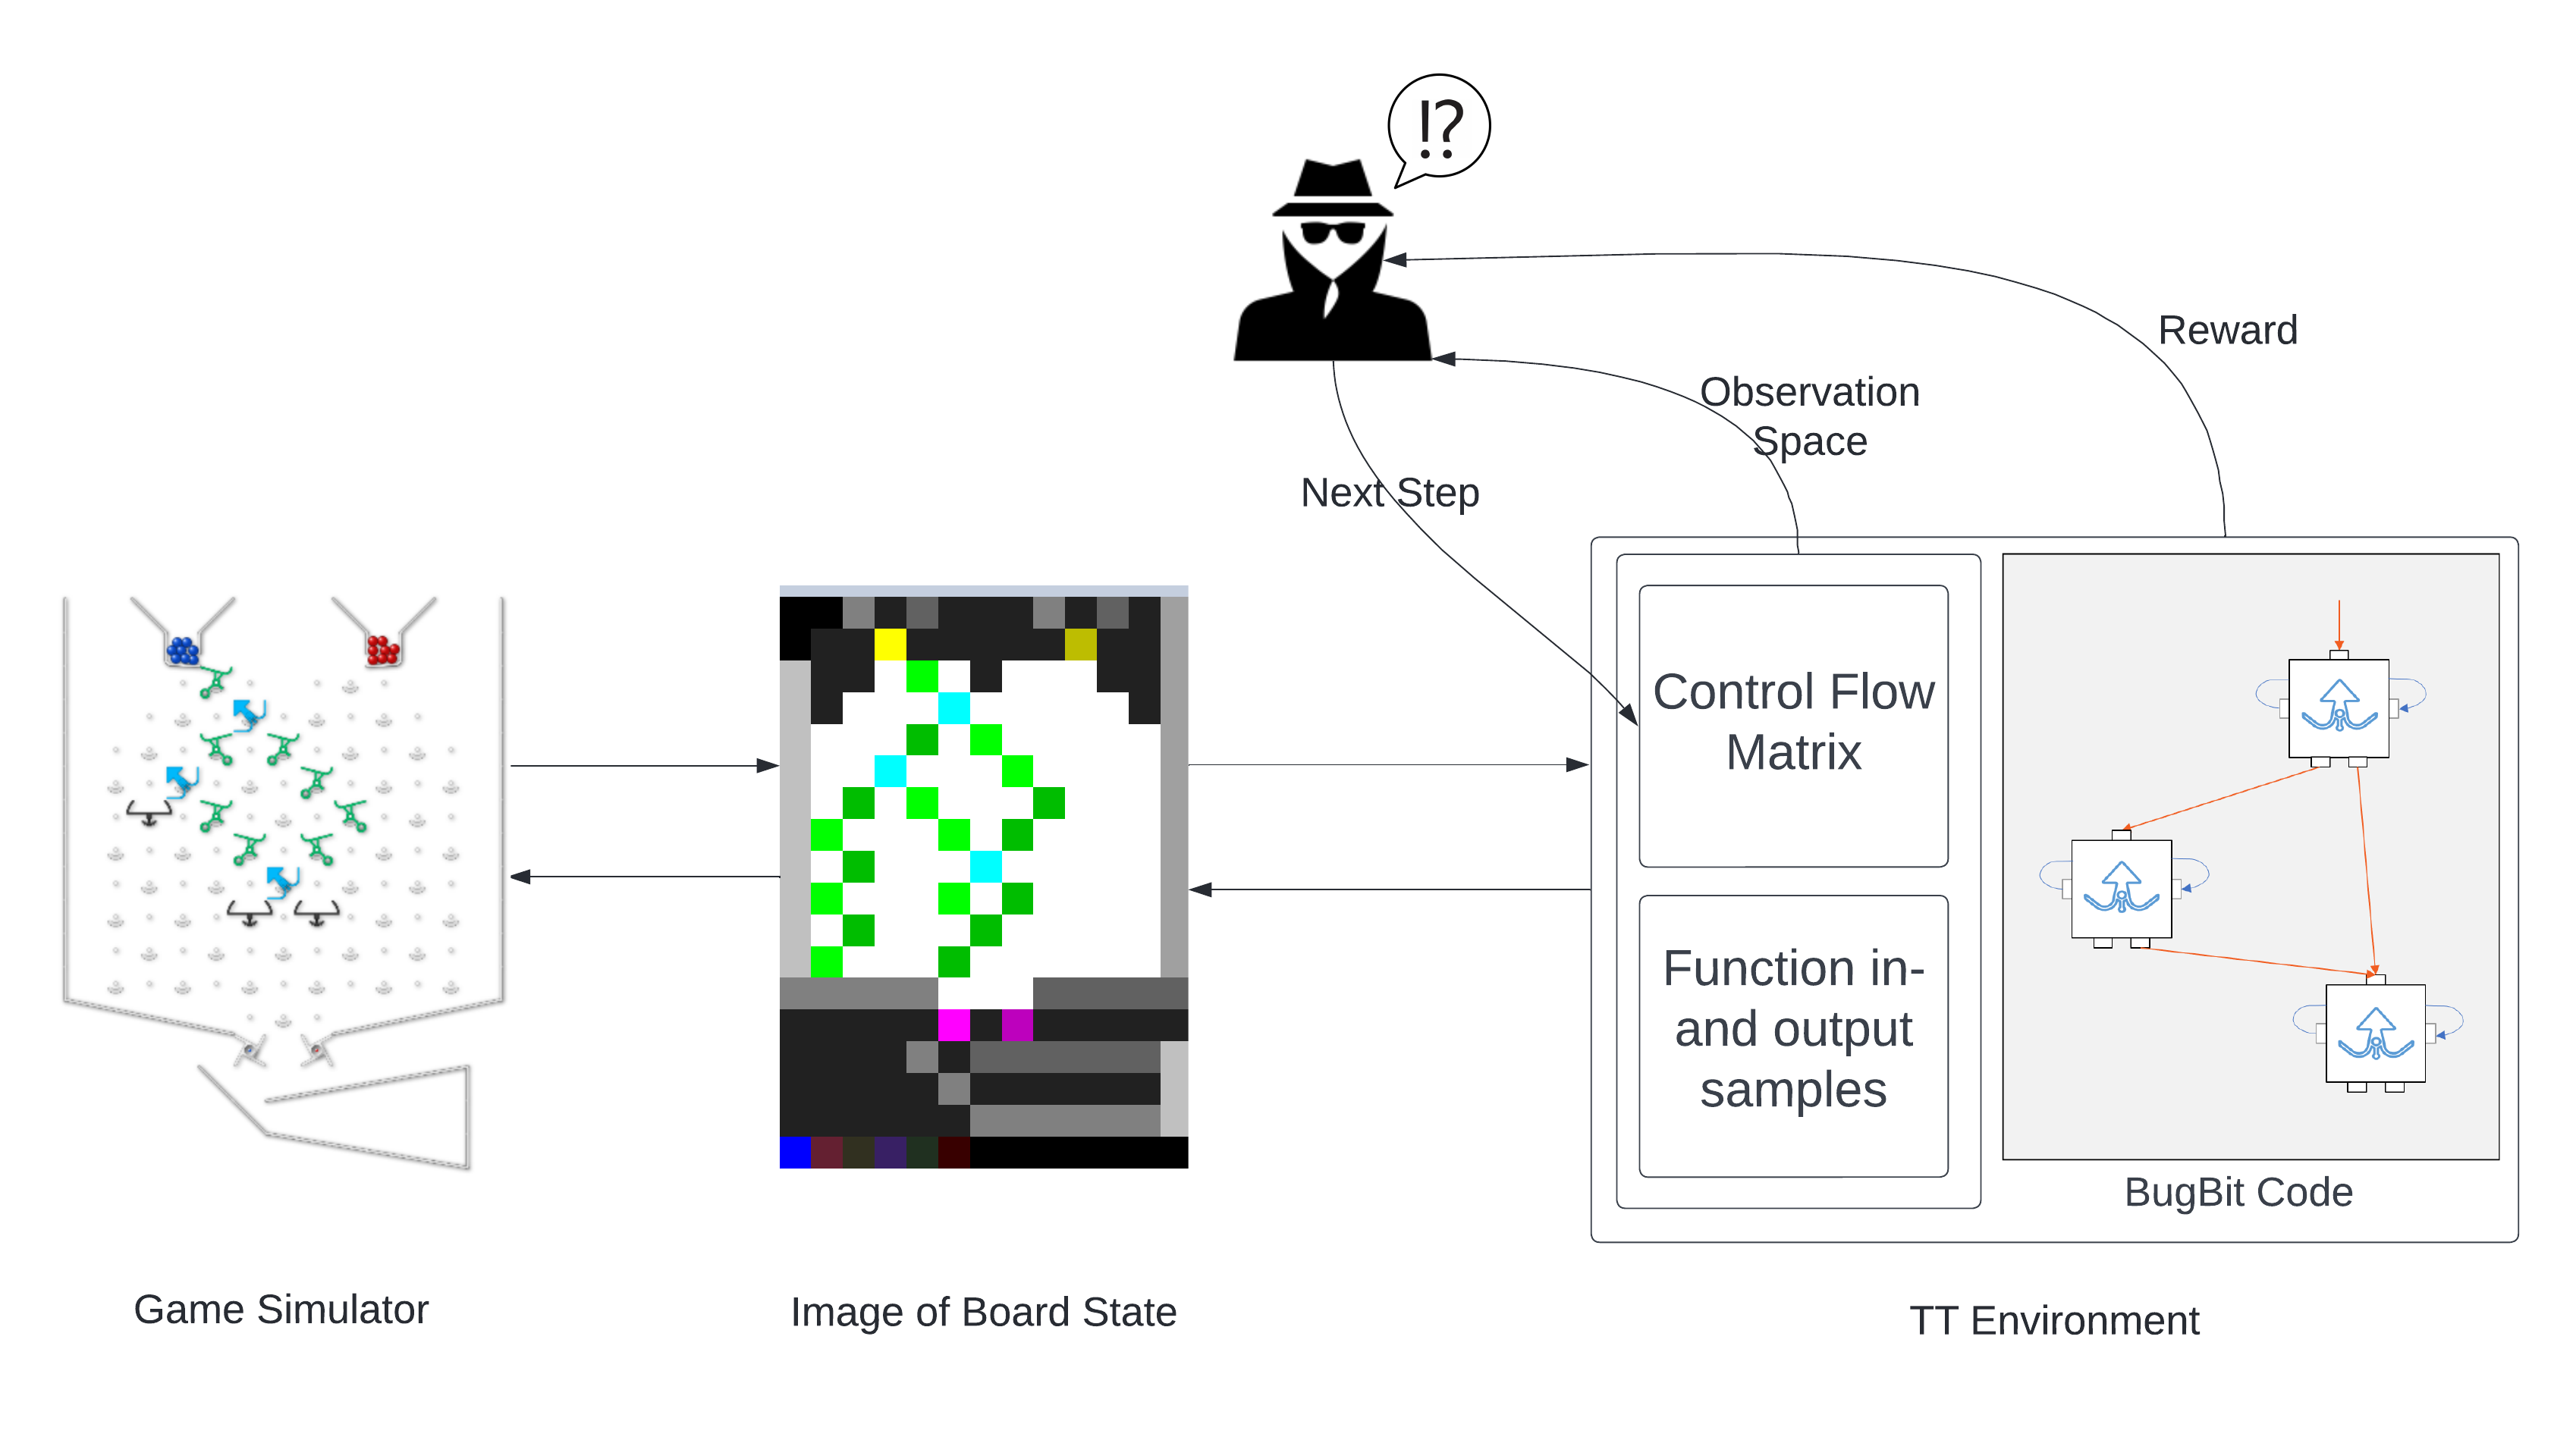 !?
Reward
Observation
Space
Next Step
Control Flow
Matrix
Function in-
and output
samples
BugBit Code
Game Simulator
Image of Board State
TT Environment